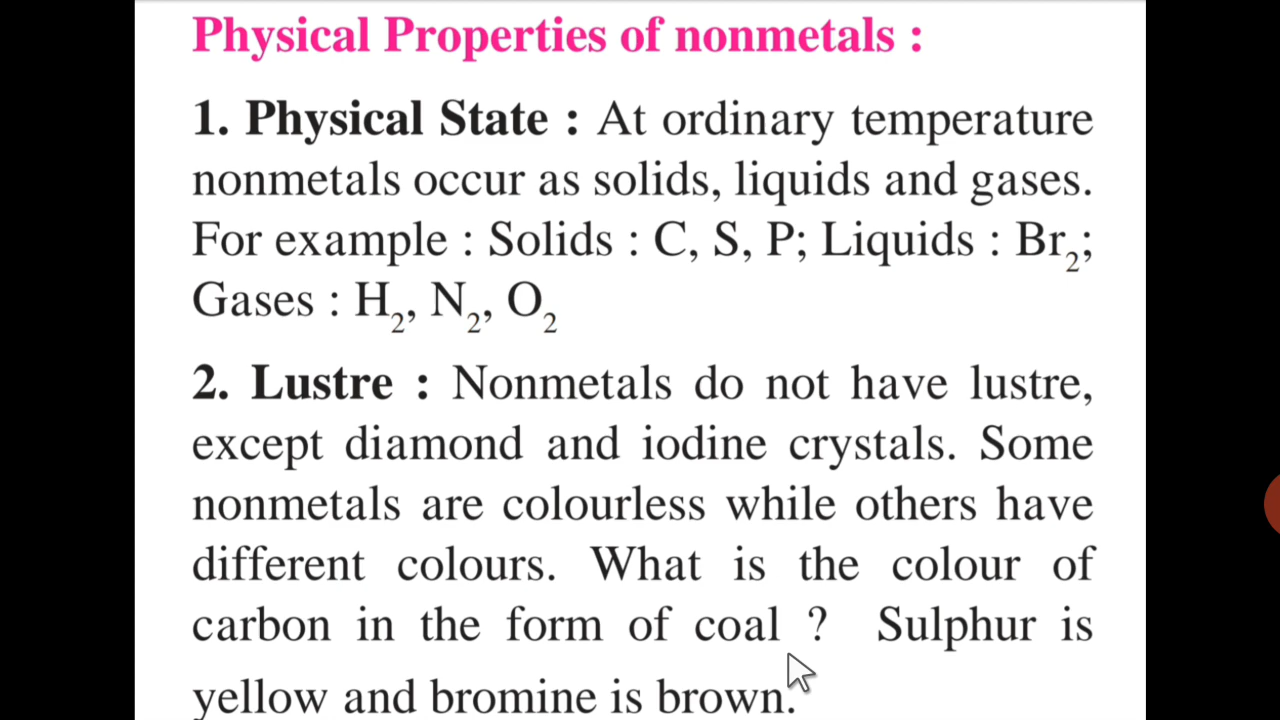 Physical Properties of nonmetals :
1. Physical State : At ordinary temperature
nonmetals occur as solids, liquids and gases.
For example : Solids : C, S, P; Liquids : Br₂;
Gases : H₂, N₂, O₂
2. Lustre : Nonmetals do not have lustre,
except diamond and iodine crystals. Some
nonmetals are colourless while others have
different colours. What is the colour of
carbon in the form of coal ? Sulphur is
yellow and bromine is brown.